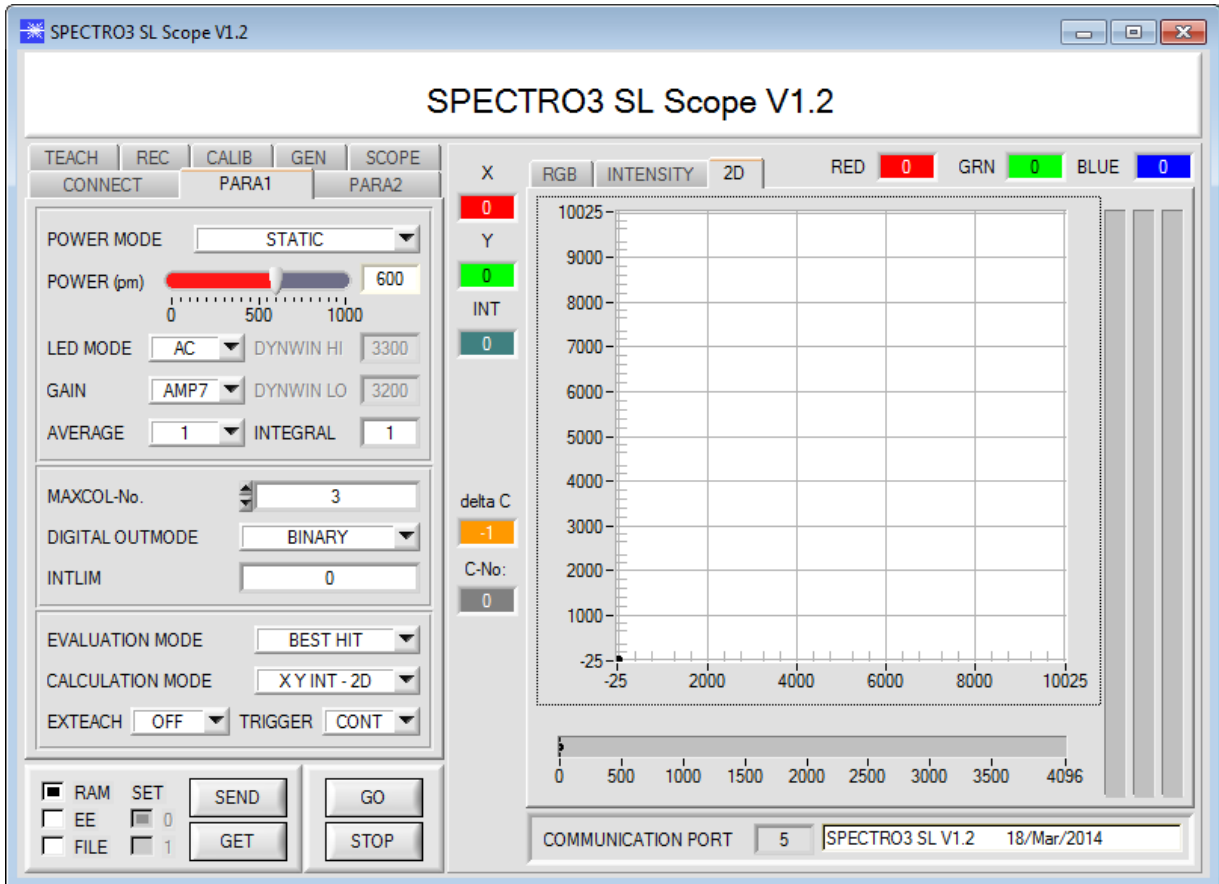 SPECTRO3 SL Scope V1.2
SPECTRO3 SL Scope V1.2
TEACH REC CALIB GEN SCOPE
CONNECT PARA1 PARA2
POWER MODE STATIC
POWER (pm) 600
0 500 1000
LED MODE AC DYNWIN HI 3300
GAIN AMP7 DYNWIN LO 3200
AVERAGE 1 INTEGRAL 1
MAXCOL-No. 3
DIGITAL OUTMODE BINARY
INTLIM 0
EVALUATION MODE BEST HIT
CALCULATION MODE X Y INT - 2D
EXTEACH OFF TRIGGER CONT
RAM SET SEND GO
EE 0
FILE 1 GET STOP
X
0
Y
0
INT
0
delta C
-1
C-No:
0
RGB INTENSITY 2D RED 0 GRN 0 BLUE 0
10025
9000
8000
7000
6000
5000
4000
3000
2000
1000
-25
-25 2000 4000 6000 8000 10025
0 500 1000 1500 2000 2500 3000 3500 4096
COMMUNICATION PORT 5 SPECTRO3 SL V1.2 18/Mar/2014